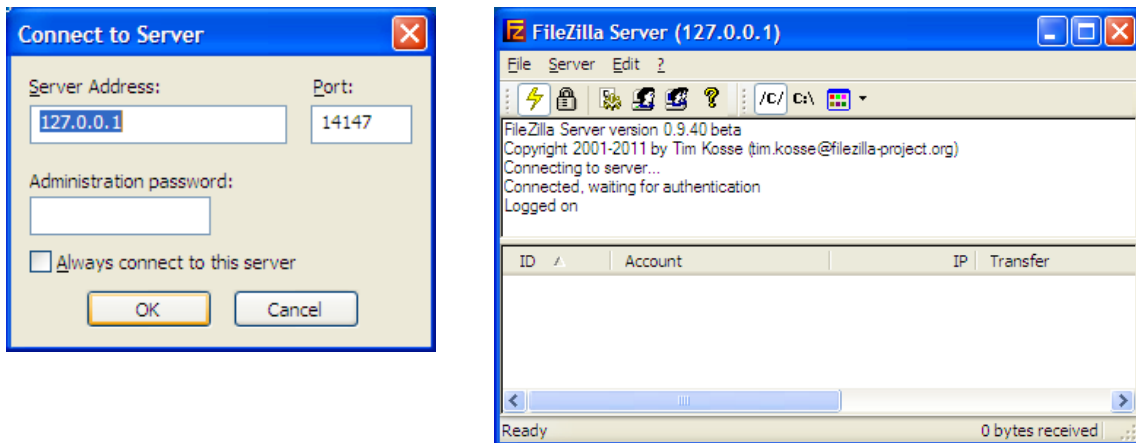 Connect to Server
Server Address:
Port:
127.0.0.1
14147
Administration password:
Always connect to this server
OK
Cancel
FileZilla Server (127.0.0.1)
File Server Edit ?
/C/ C:\
FileZilla Server version 0.9.40 beta
Copyright 2001-2011 by Tim Kosse (tim.kosse@filezilla-project.org)
Connecting to server...
Connected, waiting for authentication
Logged on
ID / Account IP Transfer
Ready 0 bytes received